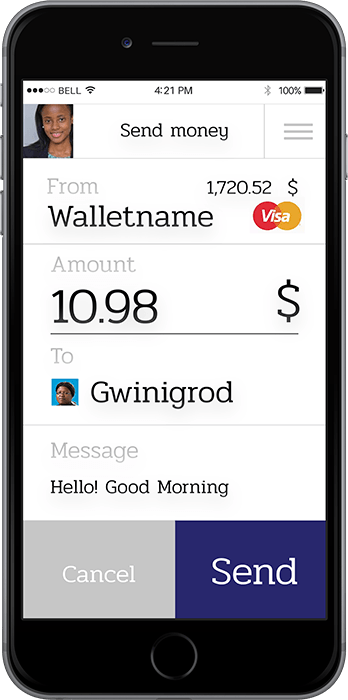 BELL 4:21 PM 100%
Send money
From 1,720.52 $
Walletname Visa
Amount
10.98 $
To
Gwinigrod
Message
Hello! Good Morning
Cancel Send